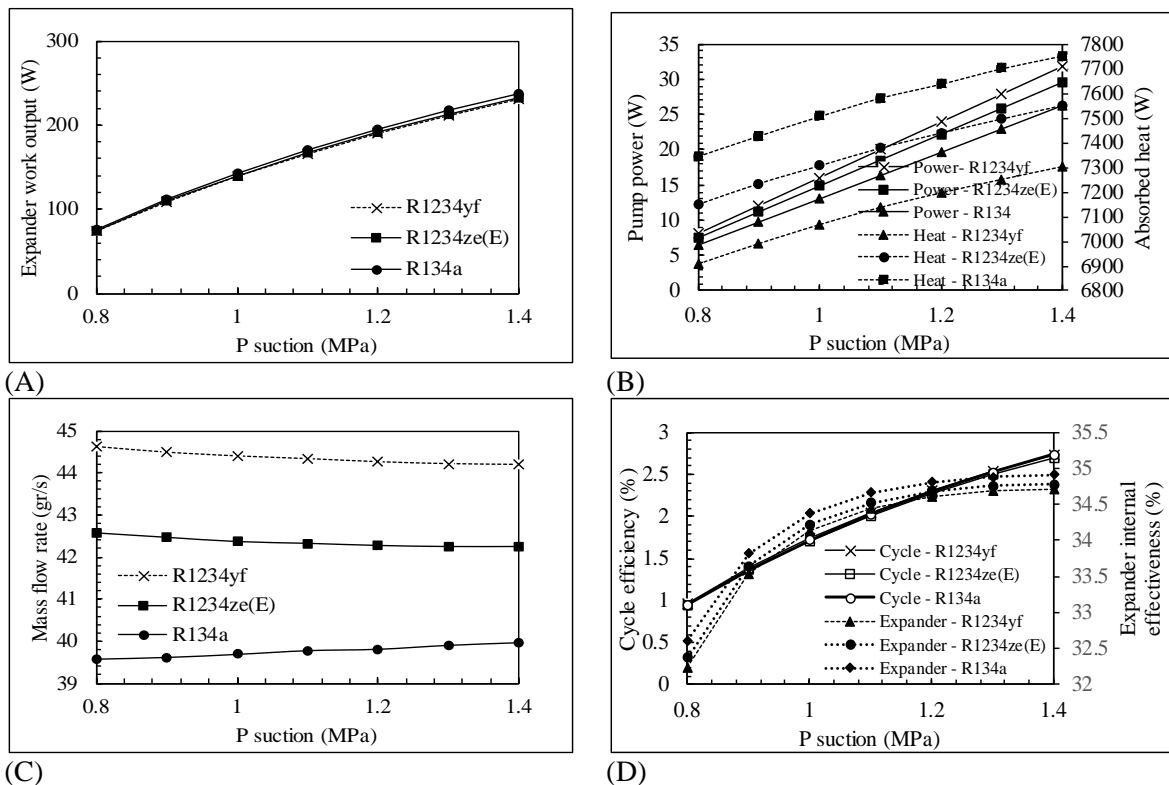 300
200
100
0
0.8 1 1.2 1.4
Expander work output (W)
P suction (MPa)
R1234yf
R1234ze(E)
R134a
(A)
35
30
25
20
15
10
5
0
7800
7700
7600
7500
7400
7300
7200
7100
7000
6900
6800
0.8 1 1.2 1.4
Pump power (W)
Absorbed heat (W)
P suction (MPa)
Power- R1234yf
Power - R1234ze(E)
Power - R134
Heat - R1234yf
Heat - R1234ze(E)
Heat - R134a
(B)
45
44
43
42
41
40
39
0.8 1 1.2 1.4
Mass flow rate (gr/s)
P suction (MPa)
R1234yf
R1234ze(E)
R134a
(C)
3
2.5
2
1.5
1
0.5
0
35.5
35
34.5
34
33.5
33
32.5
32
0.8 1 1.2 1.4
Cycle efficiency (%)
Expander internal
effectiveness (%)
P suction (MPa)
Cycle - R1234yf
Cycle - R1234ze(E)
Cycle - R134a
Expander - R1234yf
Expander - R1234ze(E)
Expander - R134a
(D)